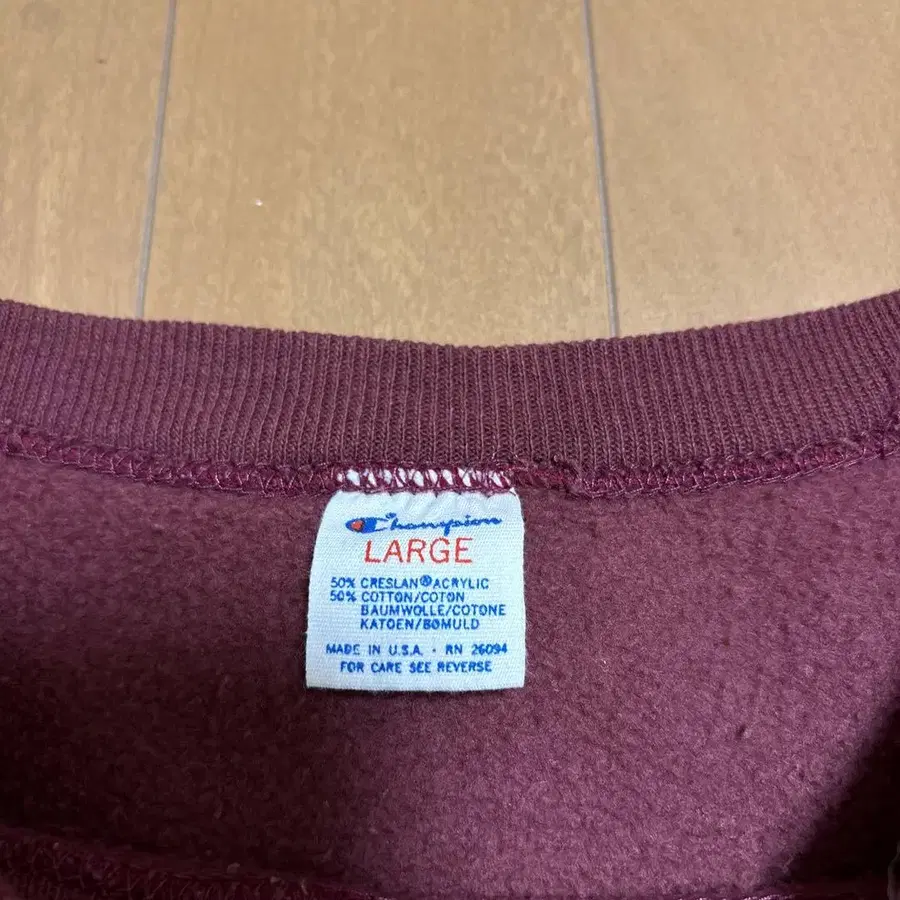 Champion
LARGE
50% CRESLAN® ACRYLIC
50% COTTON/COTON
BAUMWOLLE/COTONE
KATOEN/BOMULD
MADE IN U.S.A. · RN 26094
FOR CARE SEE REVERSE